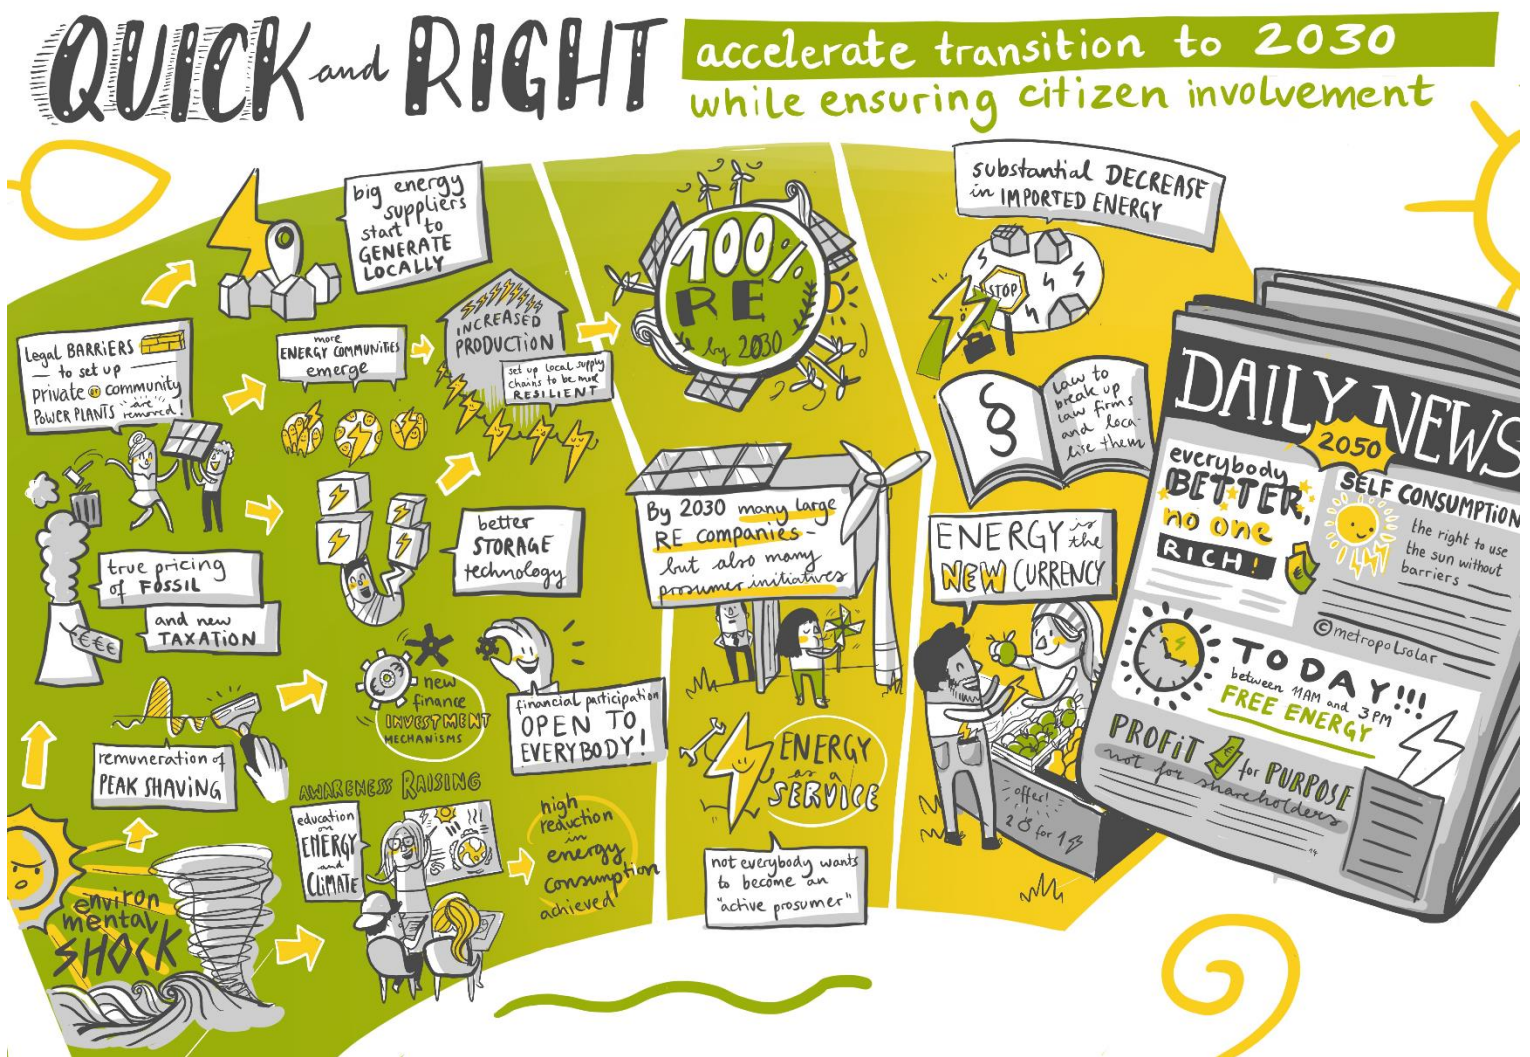 QUICK and RIGHT
accelerate transition to 2030
while ensuring citizen involvement
big energy
suppliers
start to
GENERATE
LOCALLY
Legal BARRIERS
to set up
private or community
POWER PLANTS are
removed!
more
ENERGY COMMUNITIES
emerge
INCREASED
PRODUCTION
set up local supply
chains to be more
RESILIENT
true pricing
of FOSSIL
and new
TAXATION
€€€
better
STORAGE
technology
remuneration of
PEAK SHAVING
new
finance
INVESTMENT
MECHANISMS
financial participation
OPEN TO
EVERYBODY!
environ
mental
SHOCK
AWARENESS RAISING
education
on
ENERGY
and
CLIMATE
high
reduction
in
energy
consumption
achieved
100%
RE
by 2030
By 2030 many large
RE companies -
but also many
prosumer initiatives
ENERGY
as a
SERVICE
not everybody wants
to become an
"active prosumer"
substantial DECREASE
in IMPORTED ENERGY
STOP
§
law to
break up
law firms
and loca
lise them
ENERGY is
the
NEW CURRENCY
offer!
2 for 1
DAILY NEWS
2050
everybody
BETTER,
no one
RICH!
€
SELF CONSUMPTION
the right to use
the sun without
barriers
©metropolsolar
TODAY!!!
between 11AM and 3PM
FREE ENERGY
PROFIT € for PURPOSE
not for shareholders